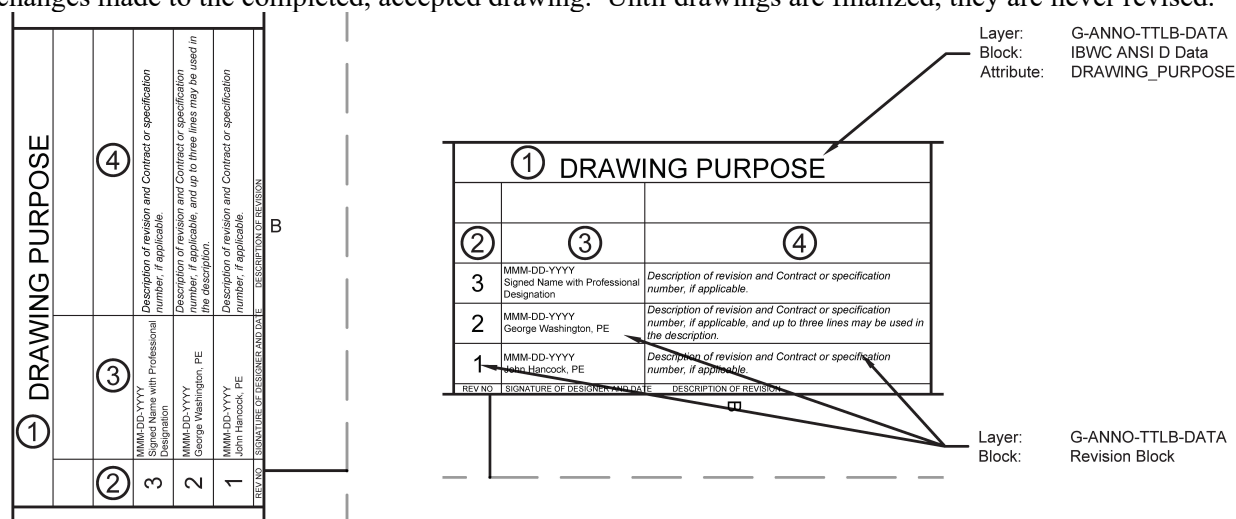 changes made to the completed, accepted drawing. Until drawings are finalized, they are never revised.
① DRAWING PURPOSE
② ③ ④
3
MMM-DD-YYYY
Signed Name with Professional
Designation
Description of revision and Contract or specification
number, if applicable.
2
MMM-DD-YYYY
George Washington, PE
Description of revision and Contract or specification
number, if applicable, and up to three lines may be used in
the description.
1
MMM-DD-YYYY
John Hancock, PE
Description of revision and Contract or specification
number, if applicable.
REV NO SIGNATURE OF DESIGNER AND DATE DESCRIPTION OF REVISION
B
Layer: G-ANNO-TTLB-DATA
Block: IBWC ANSI D Data
Attribute: DRAWING_PURPOSE
① DRAWING PURPOSE
② ③ ④
3
MMM-DD-YYYY
Signed Name with Professional
Designation
Description of revision and Contract or specification
number, if applicable.
2
MMM-DD-YYYY
George Washington, PE
Description of revision and Contract or specification
number, if applicable, and up to three lines may be used in
the description.
1
MMM-DD-YYYY
John Hancock, PE
Description of revision and Contract or specification
number, if applicable.
REV NO SIGNATURE OF DESIGNER AND DATE DESCRIPTION OF REVISION
B
Layer: G-ANNO-TTLB-DATA
Block: Revision Block